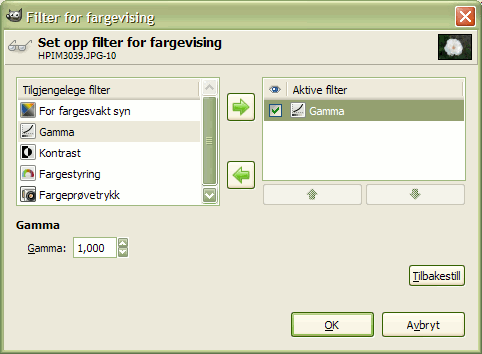 Filter for fargevising
Set opp filter for fargevising
HPIM3039.JPG-10
Tilgjengelege filter
For fargesvakt syn
Gamma
Kontrast
Fargestyring
Fargeprøvetrykk
Aktive filter
Gamma
Gamma
Gamma: 1,000
Tilbakestill
OK
Avbryt